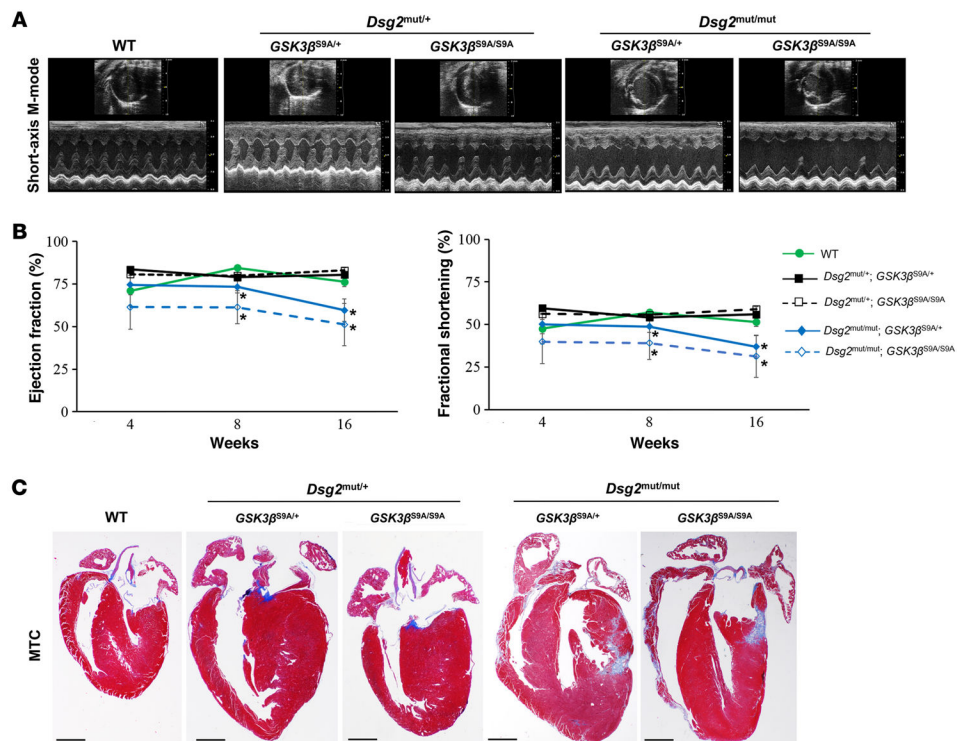 A
Dsg2mut/+
Dsg2mut/mut
WT
GSK3βS9A/+
GSK3βS9A/S9A
GSK3βS9A/+
GSK3βS9A/S9A
Short-axis M-mode
B
Ejection fraction (%)
100
75
50
25
0
4
8
16
Weeks
*
*
*
*
Fractional shortening (%)
100
75
50
25
0
4
8
16
Weeks
*
*
*
*
WT
Dsg2mut/+; GSK3βS9A/+
Dsg2mut/+; GSK3βS9A/S9A
Dsg2mut/mut; GSK3βS9A/+
Dsg2mut/mut; GSK3βS9A/S9A
C
Dsg2mut/+
Dsg2mut/mut
WT
GSK3βS9A/+
GSK3βS9A/S9A
GSK3βS9A/+
GSK3βS9A/S9A
MTC